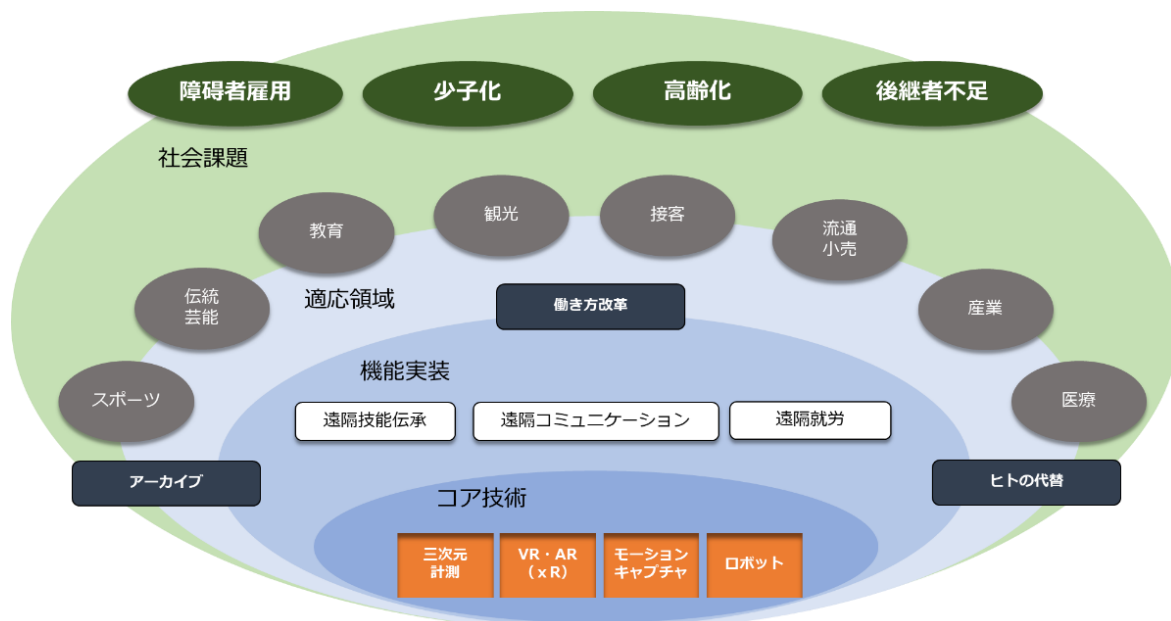 障碍者雇用
少子化
高齢化
後継者不足
社会課題
教育
観光
接客
流通
小売
伝統
芸能
適応領域
働き方改革
産業
機能実装
スポーツ
医療
遠隔技能伝承
遠隔コミュニケーション
遠隔就労
アーカイブ
ヒトの代替
コア技術
三次元
計測
VR・AR
(xR)
モーション
キャプチャ
ロボット